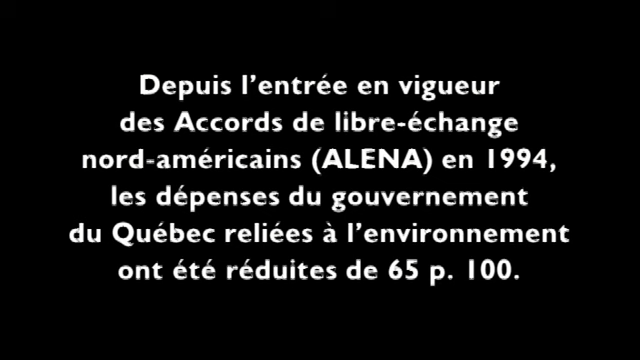 Depuis l'entrée en vigueur
des Accords de libre-échange
nord-américains (ALENA) en 1994,
les dépenses du gouvernement
du Québec reliées à l'environnement
ont été réduites de 65 p. 100.